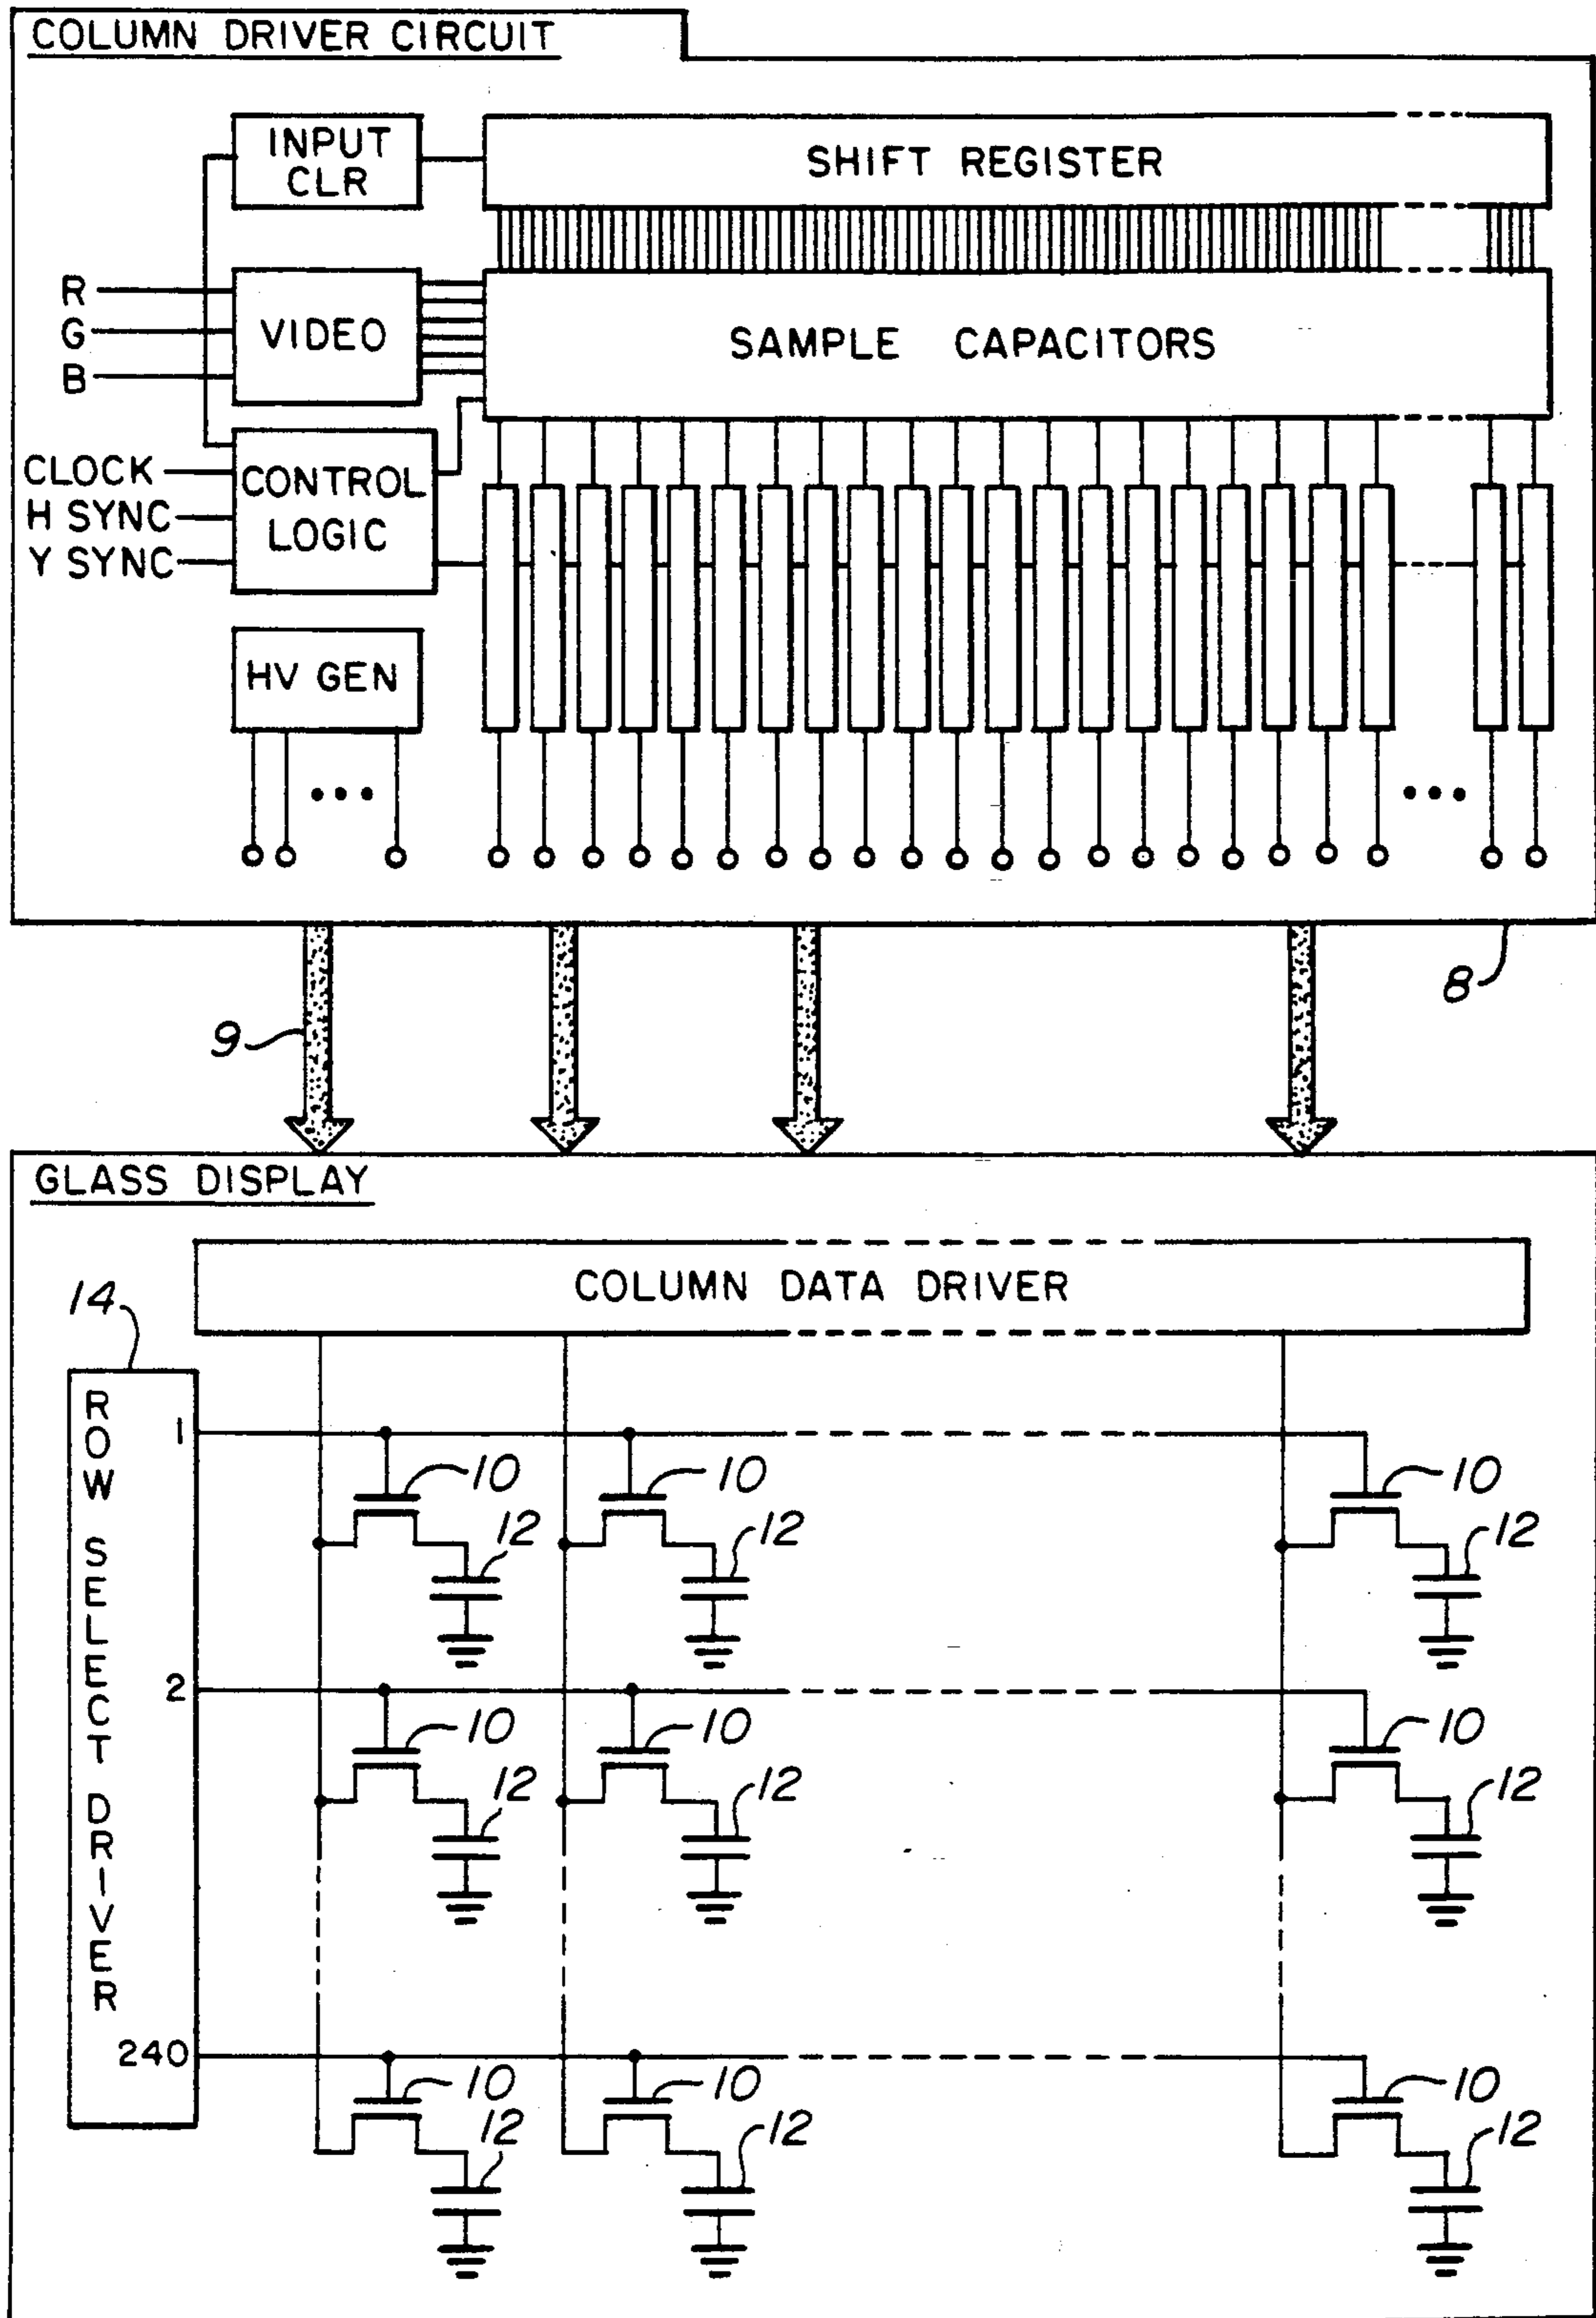 COLUMN DRIVER CIRCUIT
INPUT
CLR
SHIFT REGISTER
R
G
B
VIDEO
SAMPLE CAPACITORS
CLOCK
H SYNC
Y SYNC
CONTROL
LOGIC
HV GEN
8
9
GLASS DISPLAY
COLUMN DATA DRIVER
14
ROW SELECT DRIVER
1
10
10
10
12
12
12
2
10
10
10
12
12
12
240
10
10
10
12
12
12